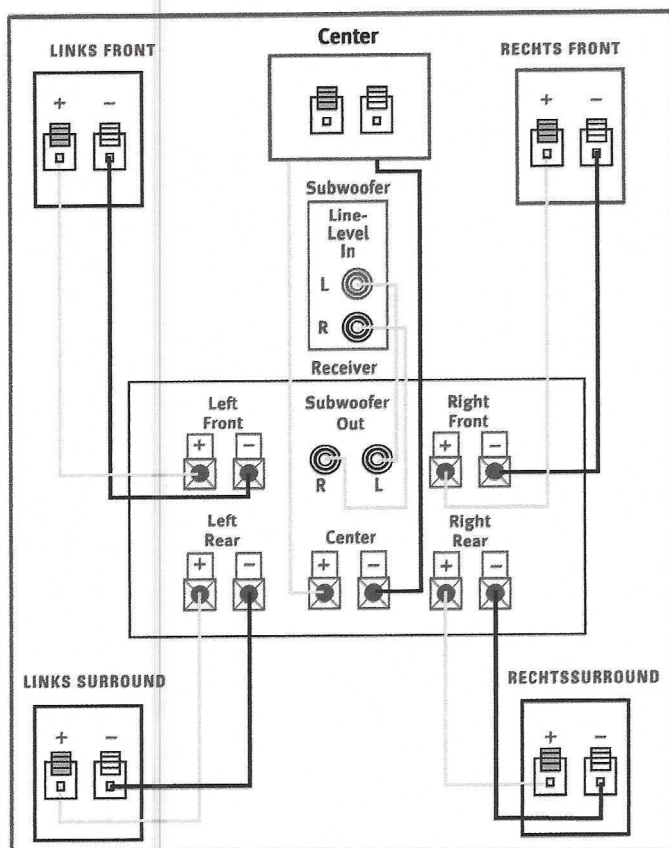 LINKS FRONT
Center
RECHTS FRONT
+ −
+ −
Subwoofer
Line-
Level
In
L
R
Receiver
Left
Front
Subwoofer
Out
Right
Front
+ −
R L
+ −
Left
Rear
Center
Right
Rear
+ −
+ −
+ −
LINKS SURROUND
RECHTSSURROUND
+ −
+ −